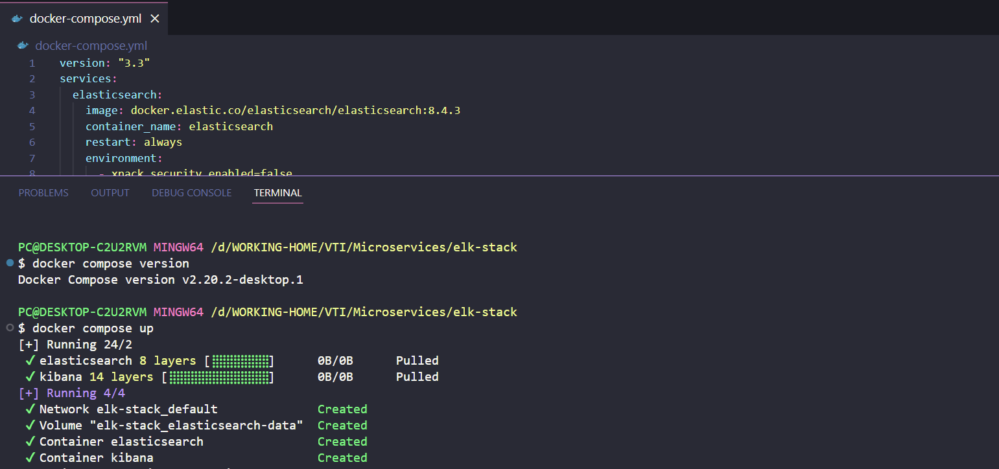 docker-compose.yml
docker-compose.yml
1 version: "3.3"
2 services:
3 elasticsearch:
4 image: docker.elastic.co/elasticsearch/elasticsearch:8.4.3
5 container_name: elasticsearch
6 restart: always
7 environment:
8 - xpack.security.enabled=false
PROBLEMS OUTPUT DEBUG CONSOLE TERMINAL
PC@DESKTOP-C2U2RVM MINGW64 /d/WORKING-HOME/VTI/Microservices/elk-stack
$ docker compose version
Docker Compose version v2.20.2-desktop.1
PC@DESKTOP-C2U2RVM MINGW64 /d/WORKING-HOME/VTI/Microservices/elk-stack
$ docker compose up
[+] Running 24/2
✓ elasticsearch 8 layers [⣿⣿⣿⣿⣿⣿⣿⣿] 0B/0B Pulled
✓ kibana 14 layers [⣿⣿⣿⣿⣿⣿⣿⣿⣿⣿⣿⣿⣿⣿] 0B/0B Pulled
[+] Running 4/4
✓ Network elk-stack_default Created
✓ Volume "elk-stack_elasticsearch-data" Created
✓ Container elasticsearch Created
✓ Container kibana Created